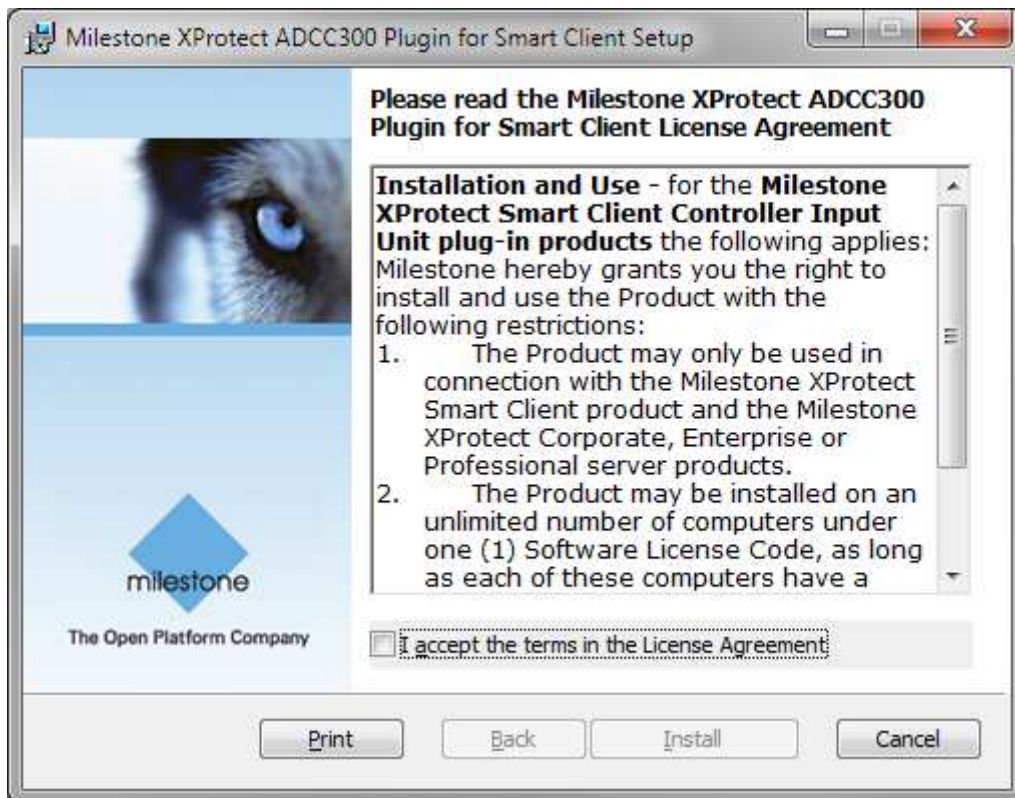 Milestone XProtect ADCC300 Plugin for Smart Client Setup
Please read the Milestone XProtect ADCC300
Plugin for Smart Client License Agreement
Installation and Use - for the Milestone
XProtect Smart Client Controller Input
Unit plug-in products the following applies:
Milestone hereby grants you the right to
install and use the Product with the
following restrictions:
1. The Product may only be used in
connection with the Milestone XProtect
Smart Client product and the Milestone
XProtect Corporate, Enterprise or
Professional server products.
2. The Product may be installed on an
unlimited number of computers under
one (1) Software License Code, as long
as each of these computers have a
milestone
The Open Platform Company
I accept the terms in the License Agreement
Print
Back
Install
Cancel